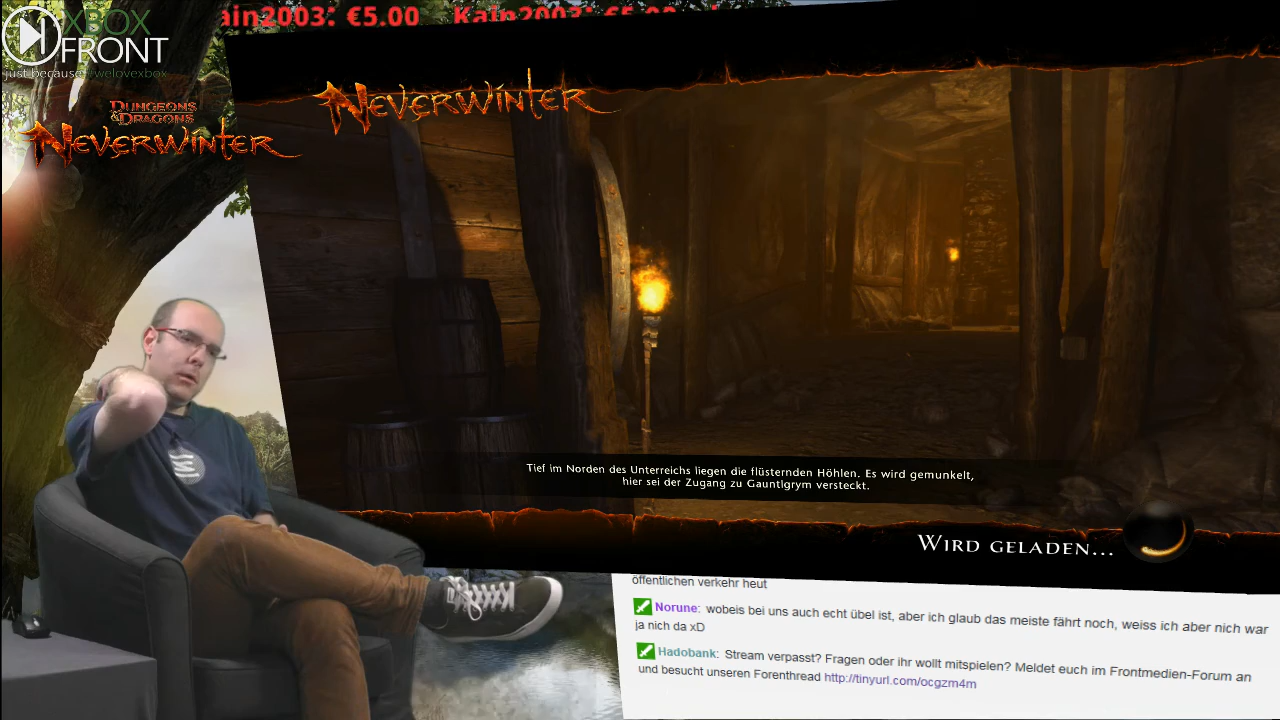 ain2003: €5.00 Kain2003: €5.00
XBOX
FRONT
just because #welovexbox
DUNGEONS
& DRAGONS
NEVERWINTER
NEVERWINTER
Tief im Norden des Unterreichs liegen die flüsternden Höhlen. Es wird gemunkelt,
hier sei der Zugang zu Gauntlgrym versteckt.
WIRD GELADEN...
öffentlichen verkehr heut
Norune: wobeis bei uns auch echt übel ist, aber ich glaub das meiste fährt noch, weiss ich aber nich war
ja nich da xD
Hadobank: Stream verpasst? Fragen oder ihr wollt mitspielen? Meldet euch im Frontmedien-Forum an
und besucht unseren Forenthread http://tinyurl.com/ocgzm4m